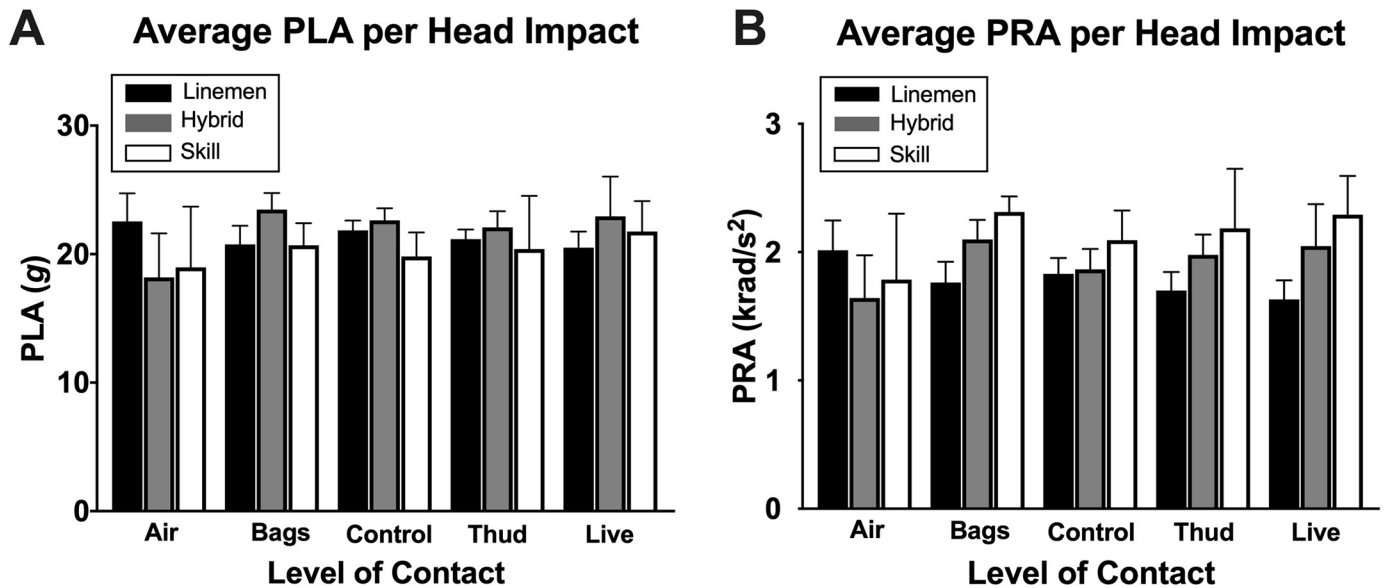 A
Average PLA per Head Impact
Linemen
Hybrid
Skill
30
20
10
0
PLA (g)
Air
Bags
Control
Thud
Live
Level of Contact
B
Average PRA per Head Impact
Linemen
Hybrid
Skill
3
2
1
0
PRA (krad/s²)
Air
Bags
Control
Thud
Live
Level of Contact